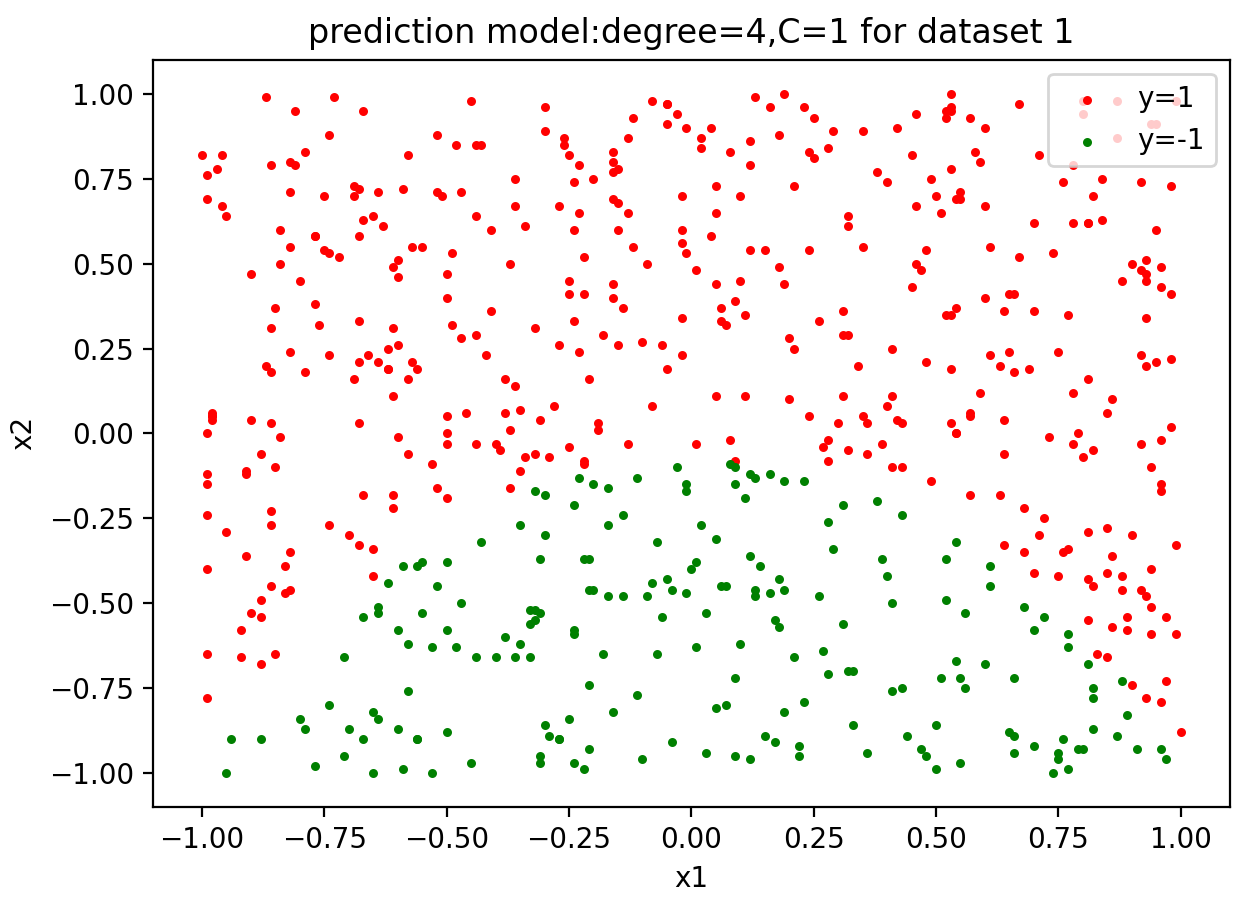 prediction model:degree=4,C=1 for dataset 1
1.00
0.75
0.50
0.25
0.00
−0.25
−0.50
−0.75
−1.00
x2
y=1
y=-1
−1.00 −0.75 −0.50 −0.25 0.00 0.25 0.50 0.75 1.00
x1